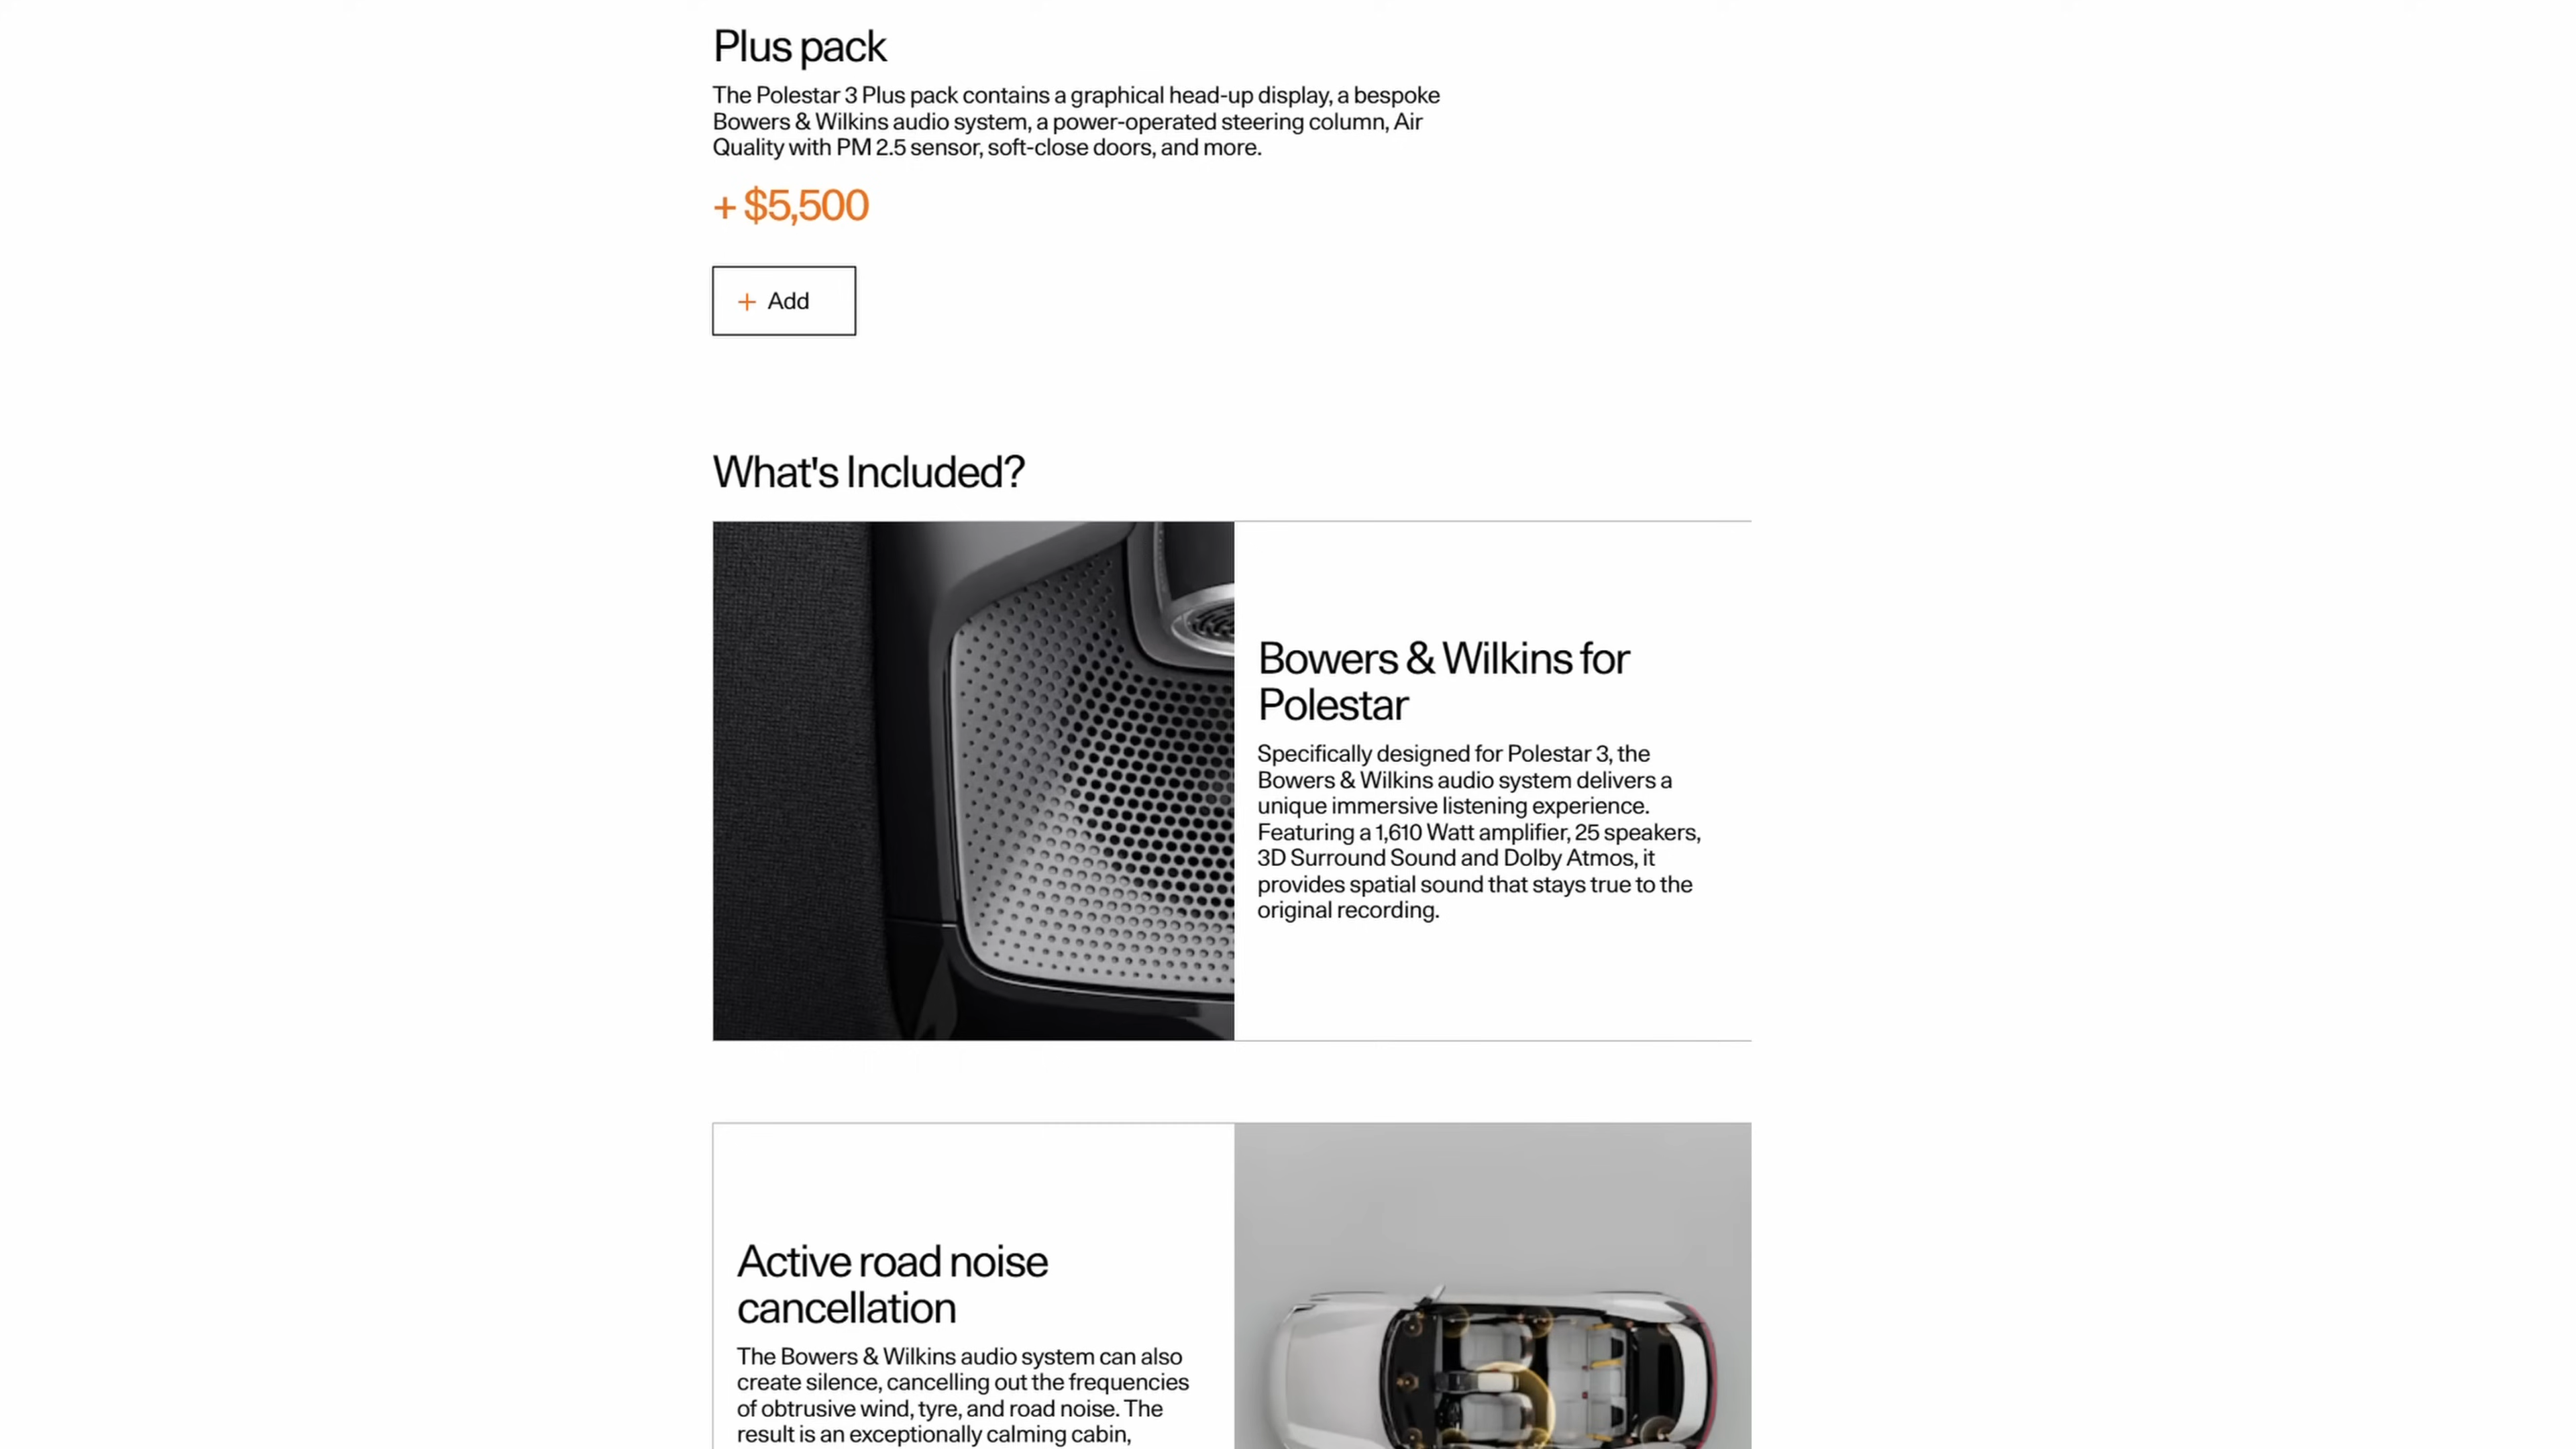 Plus pack
The Polestar 3 Plus pack contains a graphical head-up display, a bespoke
Bowers & Wilkins audio system, a power-operated steering column, Air
Quality with PM 2.5 sensor, soft-close doors, and more.
+ $5,500
+ Add
What's Included?
Bowers & Wilkins for
Polestar
Specifically designed for Polestar 3, the
Bowers & Wilkins audio system delivers a
unique immersive listening experience.
Featuring a 1,610 Watt amplifier, 25 speakers,
3D Surround Sound and Dolby Atmos, it
provides spatial sound that stays true to the
original recording.
Active road noise
cancellation
The Bowers & Wilkins audio system can also
create silence, cancelling out the frequencies
of obtrusive wind, tyre, and road noise. The
result is an exceptionally calming cabin,